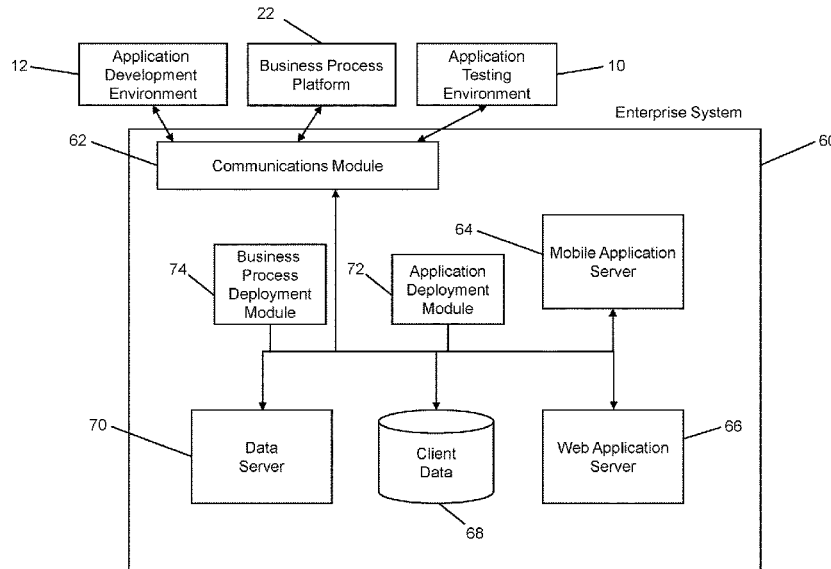 22
12
Application
Development
Environment
Business Process
Platform
Application
Testing
Environment
10
Enterprise System
62
Communications Module
60
64
Mobile Application
Server
74
Business
Process
Deployment
Module
72
Application
Deployment
Module
70
Data
Server
Client
Data
68
Web Application
Server
66